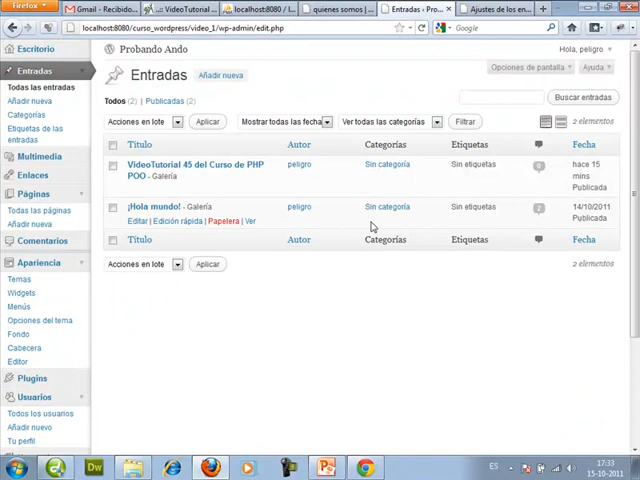 Firefox
Gmail - Recibido...
.:: VideoTutorial ...
localhost:8080 / l...
quienes somos | ...
Entradas ‹ Pro...
Ajustes de los en...
localhost:8080/curso_wordpress/video_1/wp-admin/edit.php
Google
Probando Ando
Hola, peligro
Escritorio
Entradas
Todas las entradas
Añadir nueva
Categorías
Etiquetas de las
entradas
Multimedia
Enlaces
Páginas
Todas las páginas
Añadir nueva
Comentarios
Apariencia
Temas
Widgets
Menús
Opciones del tema
Fondo
Cabecera
Editor
Plugins
Usuarios
Todos los usuarios
Añadir nuevo
Tu perfil
Opciones de pantalla
Ayuda
Entradas
Añadir nueva
Todos (2) | Publicadas (2)
Buscar entradas
Acciones en lote
Aplicar
Mostrar todas las fecha
Ver todas las categorías
Filtrar
2 elementos
Título Autor Categorías Etiquetas Fecha
VideoTutorial 45 del Curso de PHP
POO - Galería
peligro
Sin categoría
Sin etiquetas
0
hace 15
mins
Publicada
¡Hola mundo! - Galería
Editar | Edición rápida | Papelera | Ver
peligro
Sin categoría
Sin etiquetas
2
14/10/2011
Publicada
Título Autor Categorías Etiquetas Fecha
Acciones en lote
Aplicar
2 elementos
Dw
ES
17:33
15-10-2011